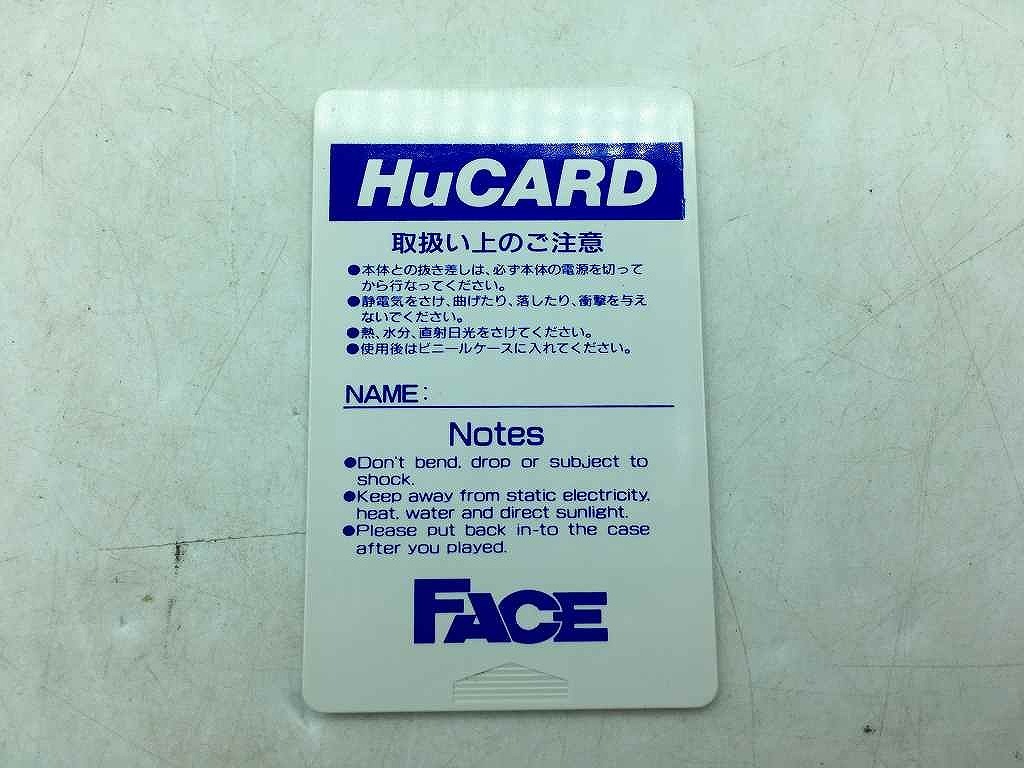 HuCARD
取扱い上のご注意
●本体との抜き差しは、必ず本体の電源を切って
から行なってください。
●静電気をさけ、曲げたり、落したり、衝撃を与え
ないでください。
●熱、水分、直射日光をさけてください。
●使用後はビニールケースに入れてください。
NAME:
Notes
●Don't bend, drop or subject to
shock.
●Keep away from static electricity,
heat, water and direct sunlight.
●Please put back in-to the case
after you played.
FACE